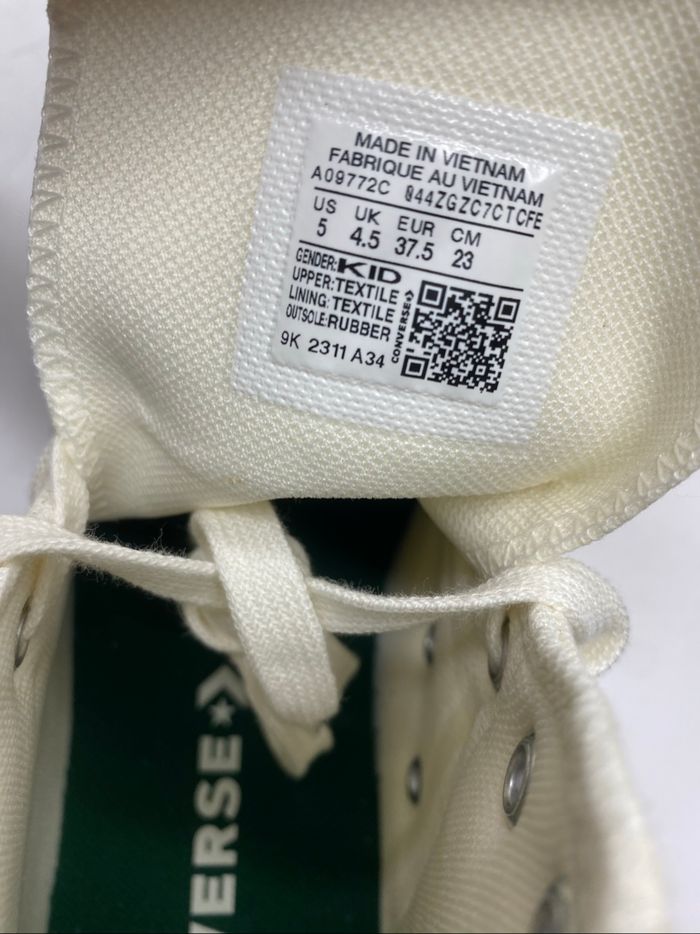 MADE IN VIETNAM
FABRIQUE AU VIETNAM
A09772C 044ZGZC7CTCFE
US UK EUR CM
5 4.5 37.5 23
GENDER:KID
UPPER:TEXTILE
LINING:TEXTILE
OUTSOLE:RUBBER
9K 2311 A34
CONVERSE
VERSE